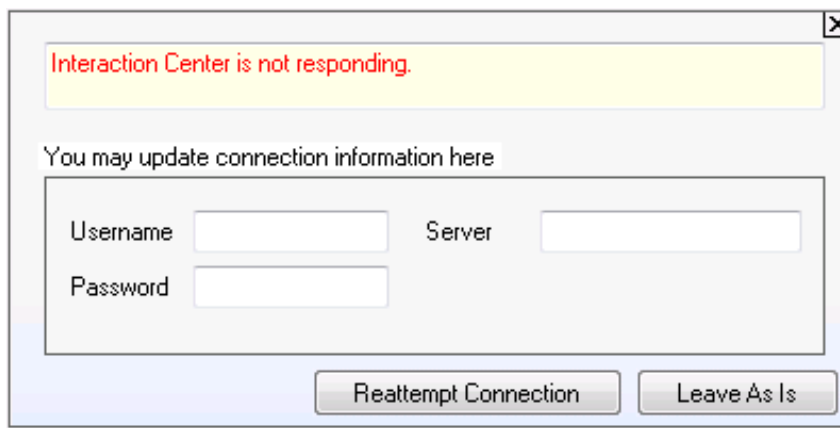 Interaction Center is not responding.
You may update connection information here
Username Server
Password
Reattempt Connection Leave As Is